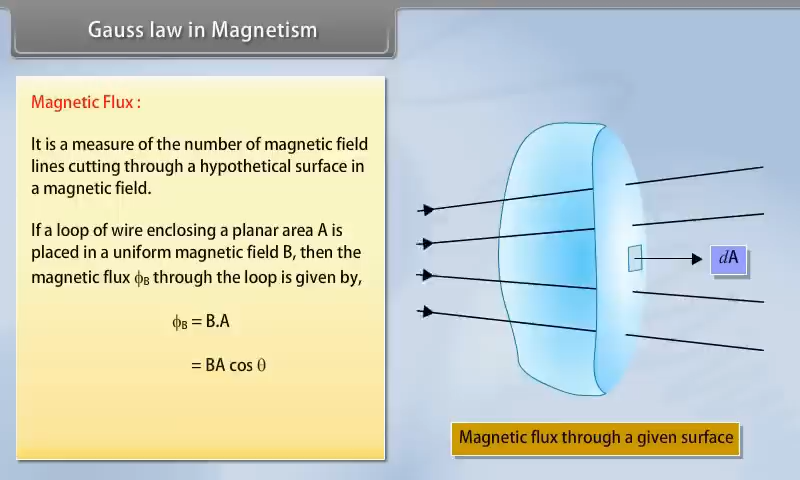 Gauss law in Magnetism
Magnetic Flux :
It is a measure of the number of magnetic field
lines cutting through a hypothetical surface in
a magnetic field.
If a loop of wire enclosing a planar area A is
placed in a uniform magnetic field B, then the
magnetic flux ϕB through the loop is given by,
ϕB = B.A
= BA cos θ
dA
Magnetic flux through a given surface